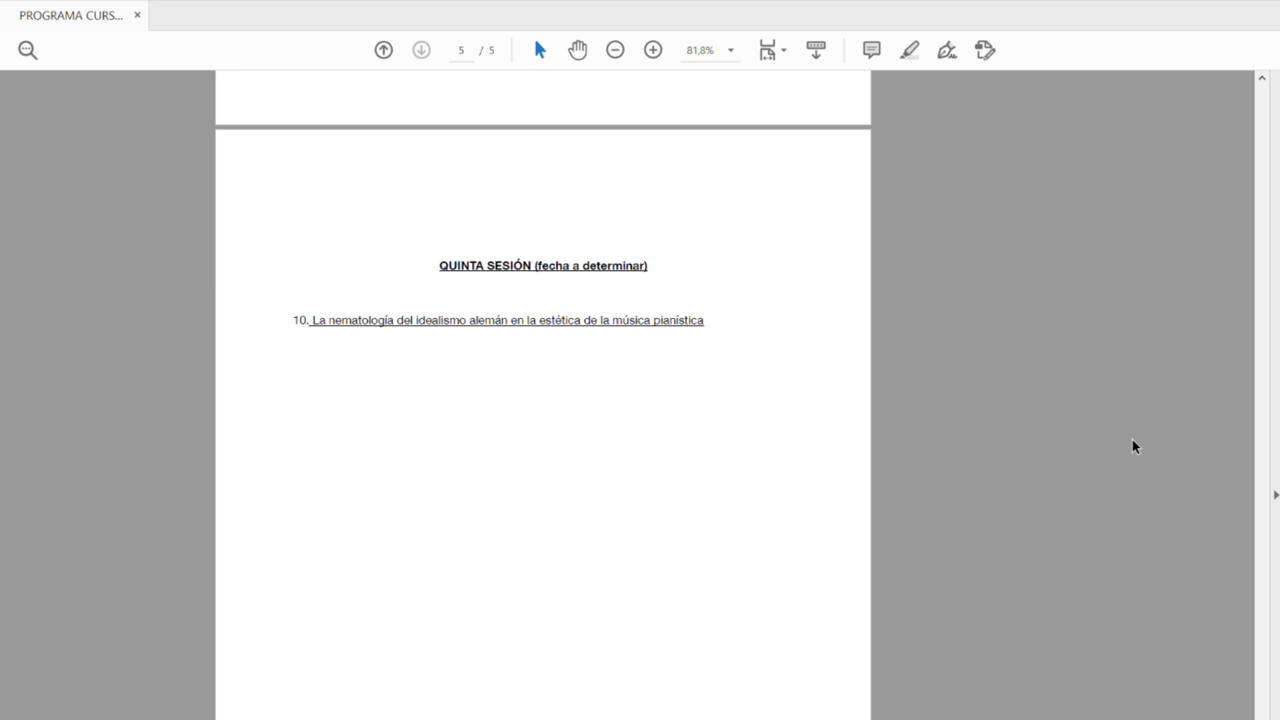 PROGRAMA CURS...
5 / 5
81,8%
QUINTA SESIÓN (fecha a determinar)
10. La nematología del idealismo alemán en la estética de la música pianística